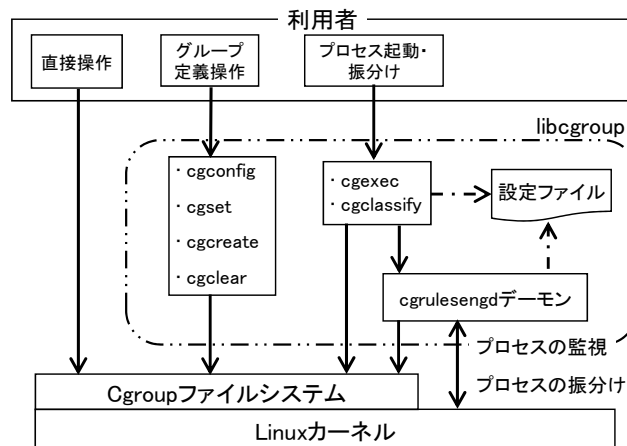 利用者
直接操作
グループ
定義操作
プロセス起動・
振分け
libcgroup
・cgconfig
・cgset
・cgcreate
・cgclear
・cgexec
・cgclassify
設定ファイル
cgrulesengdデーモン
プロセスの監視
プロセスの振分け
Cgroupファイルシステム
Linuxカーネル